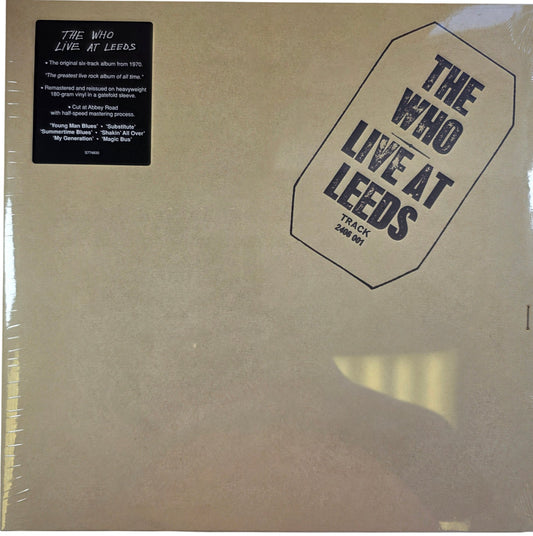 THE WHO
LIVE AT LEEDS
• The original six-track album from 1970.
"The greatest live rock album of all time."
• Remastered and reissued on heavyweight
180-gram vinyl in a gatefold sleeve.
• Cut at Abbey Road
with half-speed mastering process.
'Young Man Blues' • 'Substitute'
'Summertime Blues' • 'Shakin' All Over'
'My Generation' • 'Magic Bus'
THE
WHO
LIVE AT
LEEDS
TRACK
2406 001